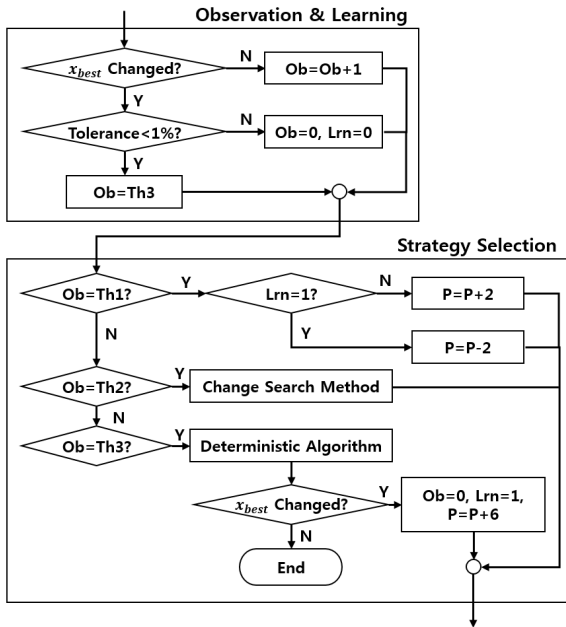 Observation & Learning
x_best Changed?
N
Ob=Ob+1
Y
Tolerance<1%?
N
Ob=0, Lrn=0
Y
Ob=Th3
Strategy Selection
Ob=Th1?
Y
Lrn=1?
N
P=P+2
N
Y
P=P-2
Ob=Th2?
Y
Change Search Method
N
Ob=Th3?
Y
Deterministic Algorithm
x_best Changed?
Y
Ob=0, Lrn=1,
P=P+6
N
End